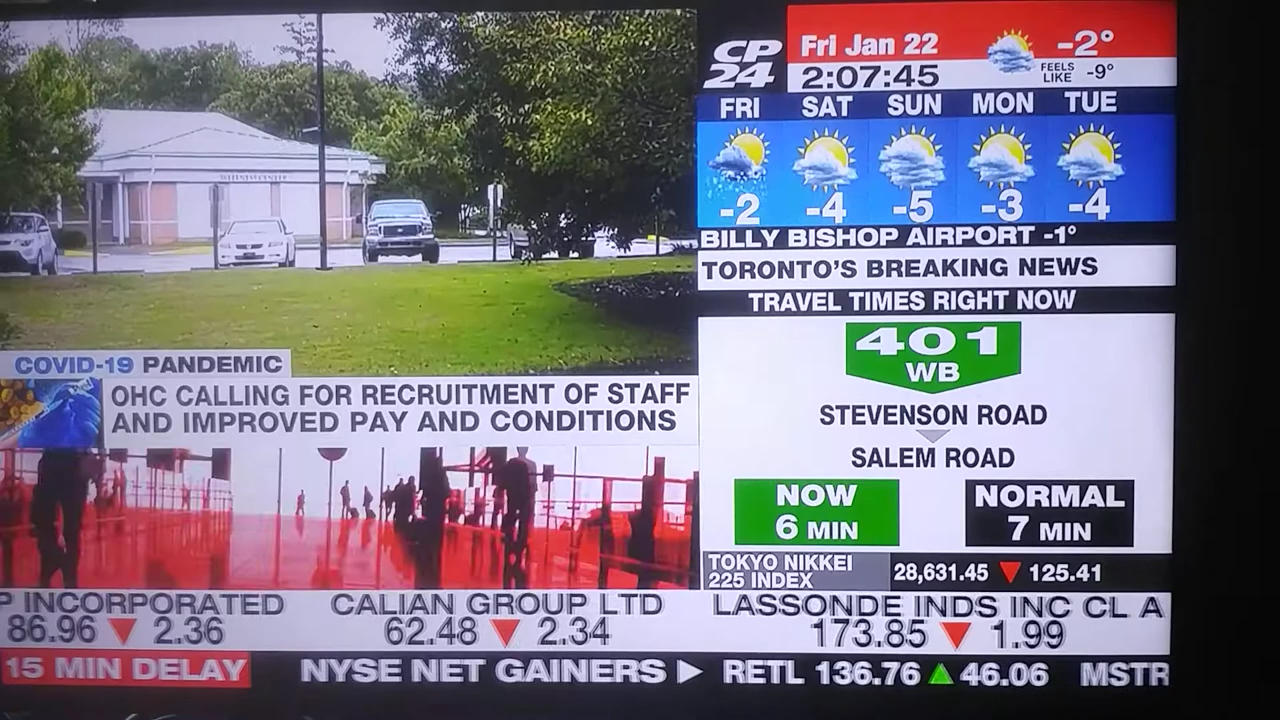 CP
24
Fri Jan 22
-2°
2:07:45
FEELS
LIKE -9°
FRI SAT SUN MON TUE
-2 -4 -5 -3 -4
BILLY BISHOP AIRPORT -1°
TORONTO'S BREAKING NEWS
TRAVEL TIMES RIGHT NOW
401
WB
STEVENSON ROAD
SALEM ROAD
NOW
6 MIN
NORMAL
7 MIN
COVID-19 PANDEMIC
OHC CALLING FOR RECRUITMENT OF STAFF
AND IMPROVED PAY AND CONDITIONS
TOKYO NIKKEI
225 INDEX
28,631.45 ▼ 125.41
P INCORPORATED CALIAN GROUP LTD LASSONDE INDS INC CL A
86.96 ▼ 2.36 62.48 ▼ 2.34 173.85 ▼ 1.99
15 MIN DELAY NYSE NET GAINERS ► RETL 136.76 ▲ 46.06 MSTR